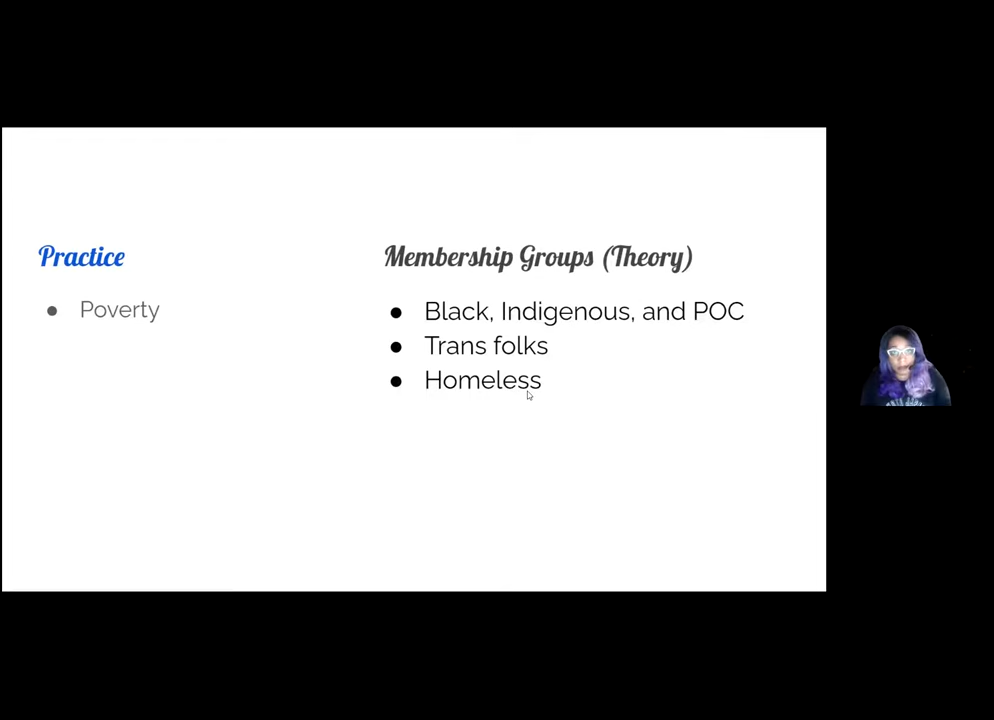 Practice
● Poverty
Membership Groups (Theory)
● Black, Indigenous, and POC
● Trans folks
● Homeless